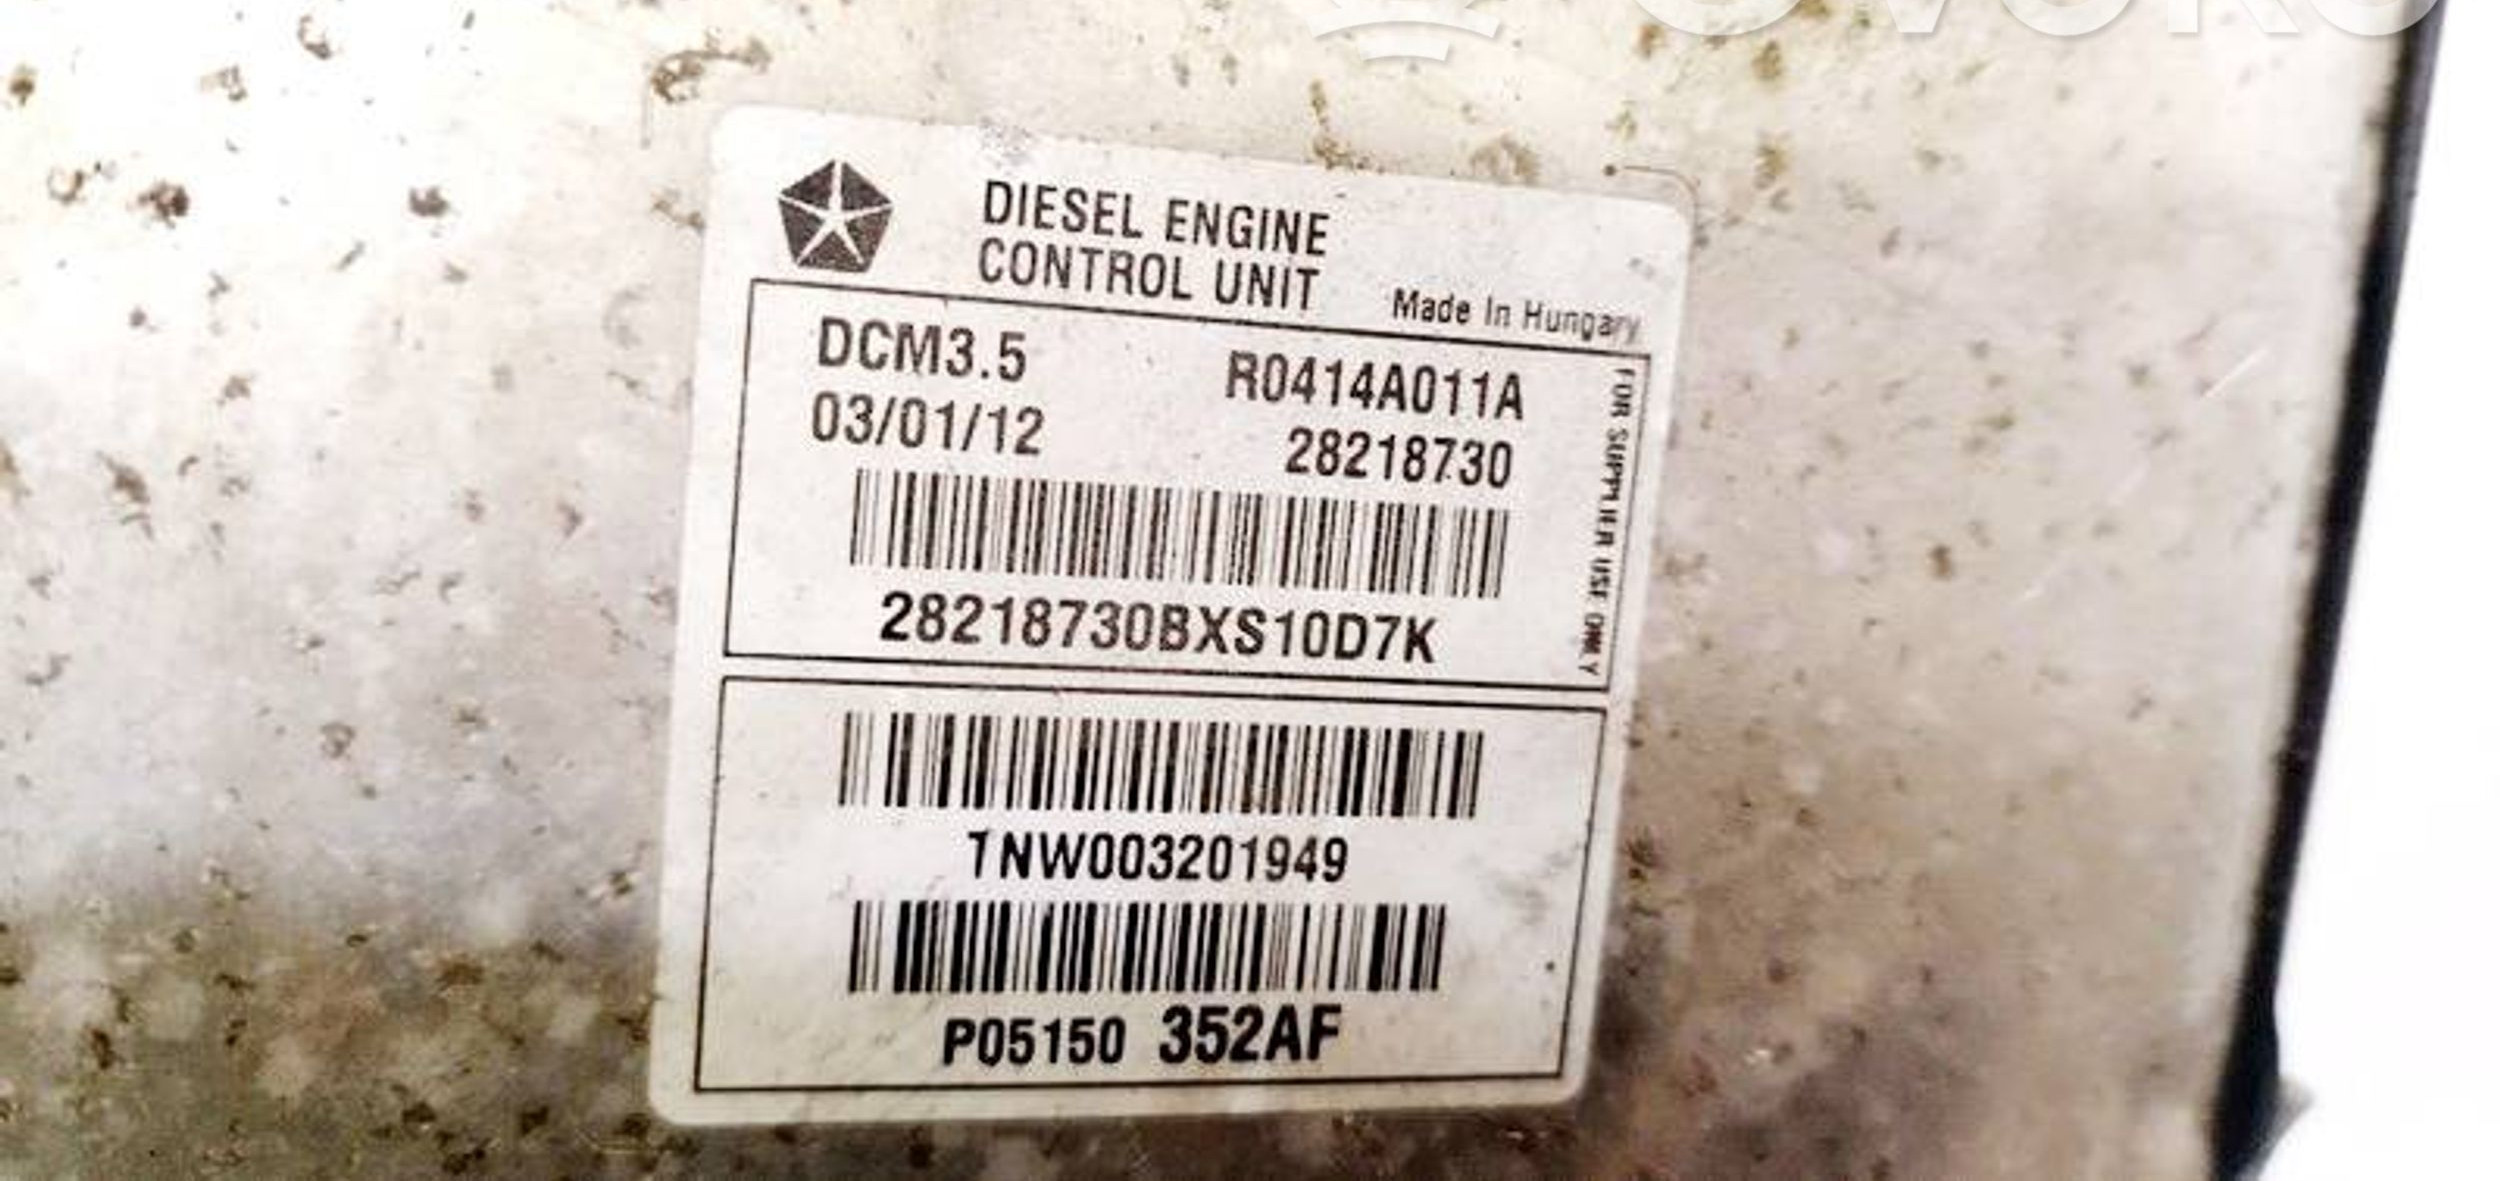 DIESEL ENGINE
CONTROL UNIT
Made In Hungary
DCM3.5
R0414A011A
03/01/12
28218730
28218730BXS10D7K
FOR SUPPLIER USE ONLY
TNW003201949
P05150 352AF